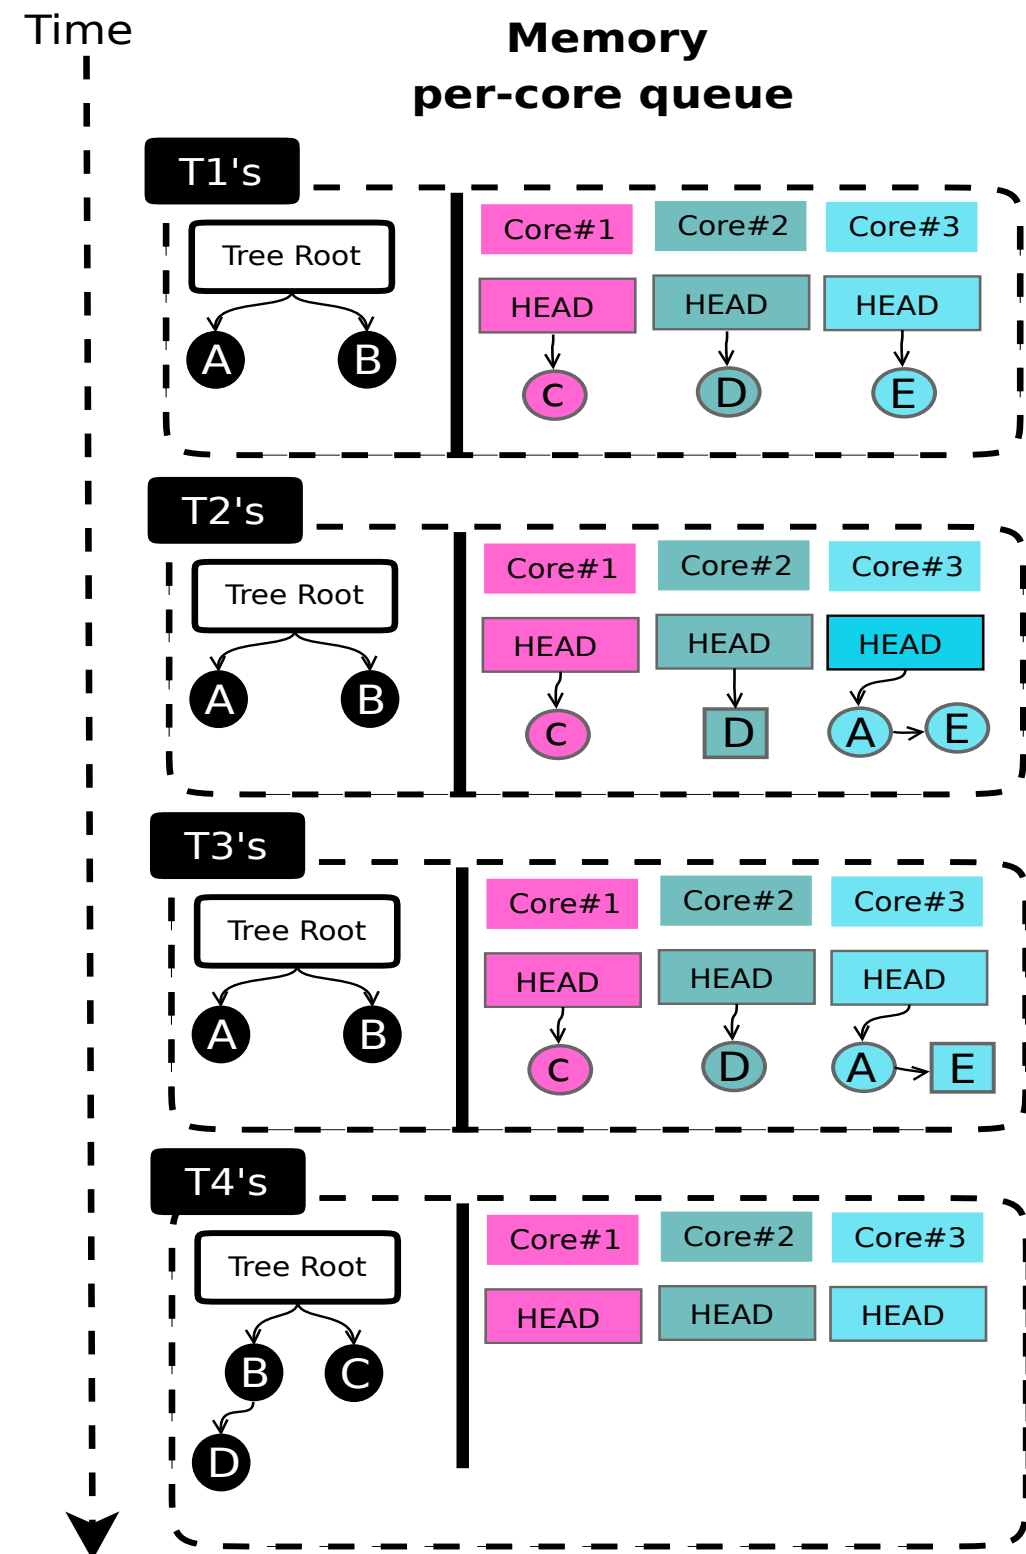 Time
Memory
per-core queue
T1's
Core#1 Core#2 Core#3
Tree Root
HEAD HEAD HEAD
A B
c D E
T2's
Core#1 Core#2 Core#3
Tree Root
HEAD HEAD HEAD
A B
c D A E
T3's
Core#1 Core#2 Core#3
Tree Root
HEAD HEAD HEAD
A B
c D A E
T4's
Core#1 Core#2 Core#3
Tree Root
HEAD HEAD HEAD
B C
D